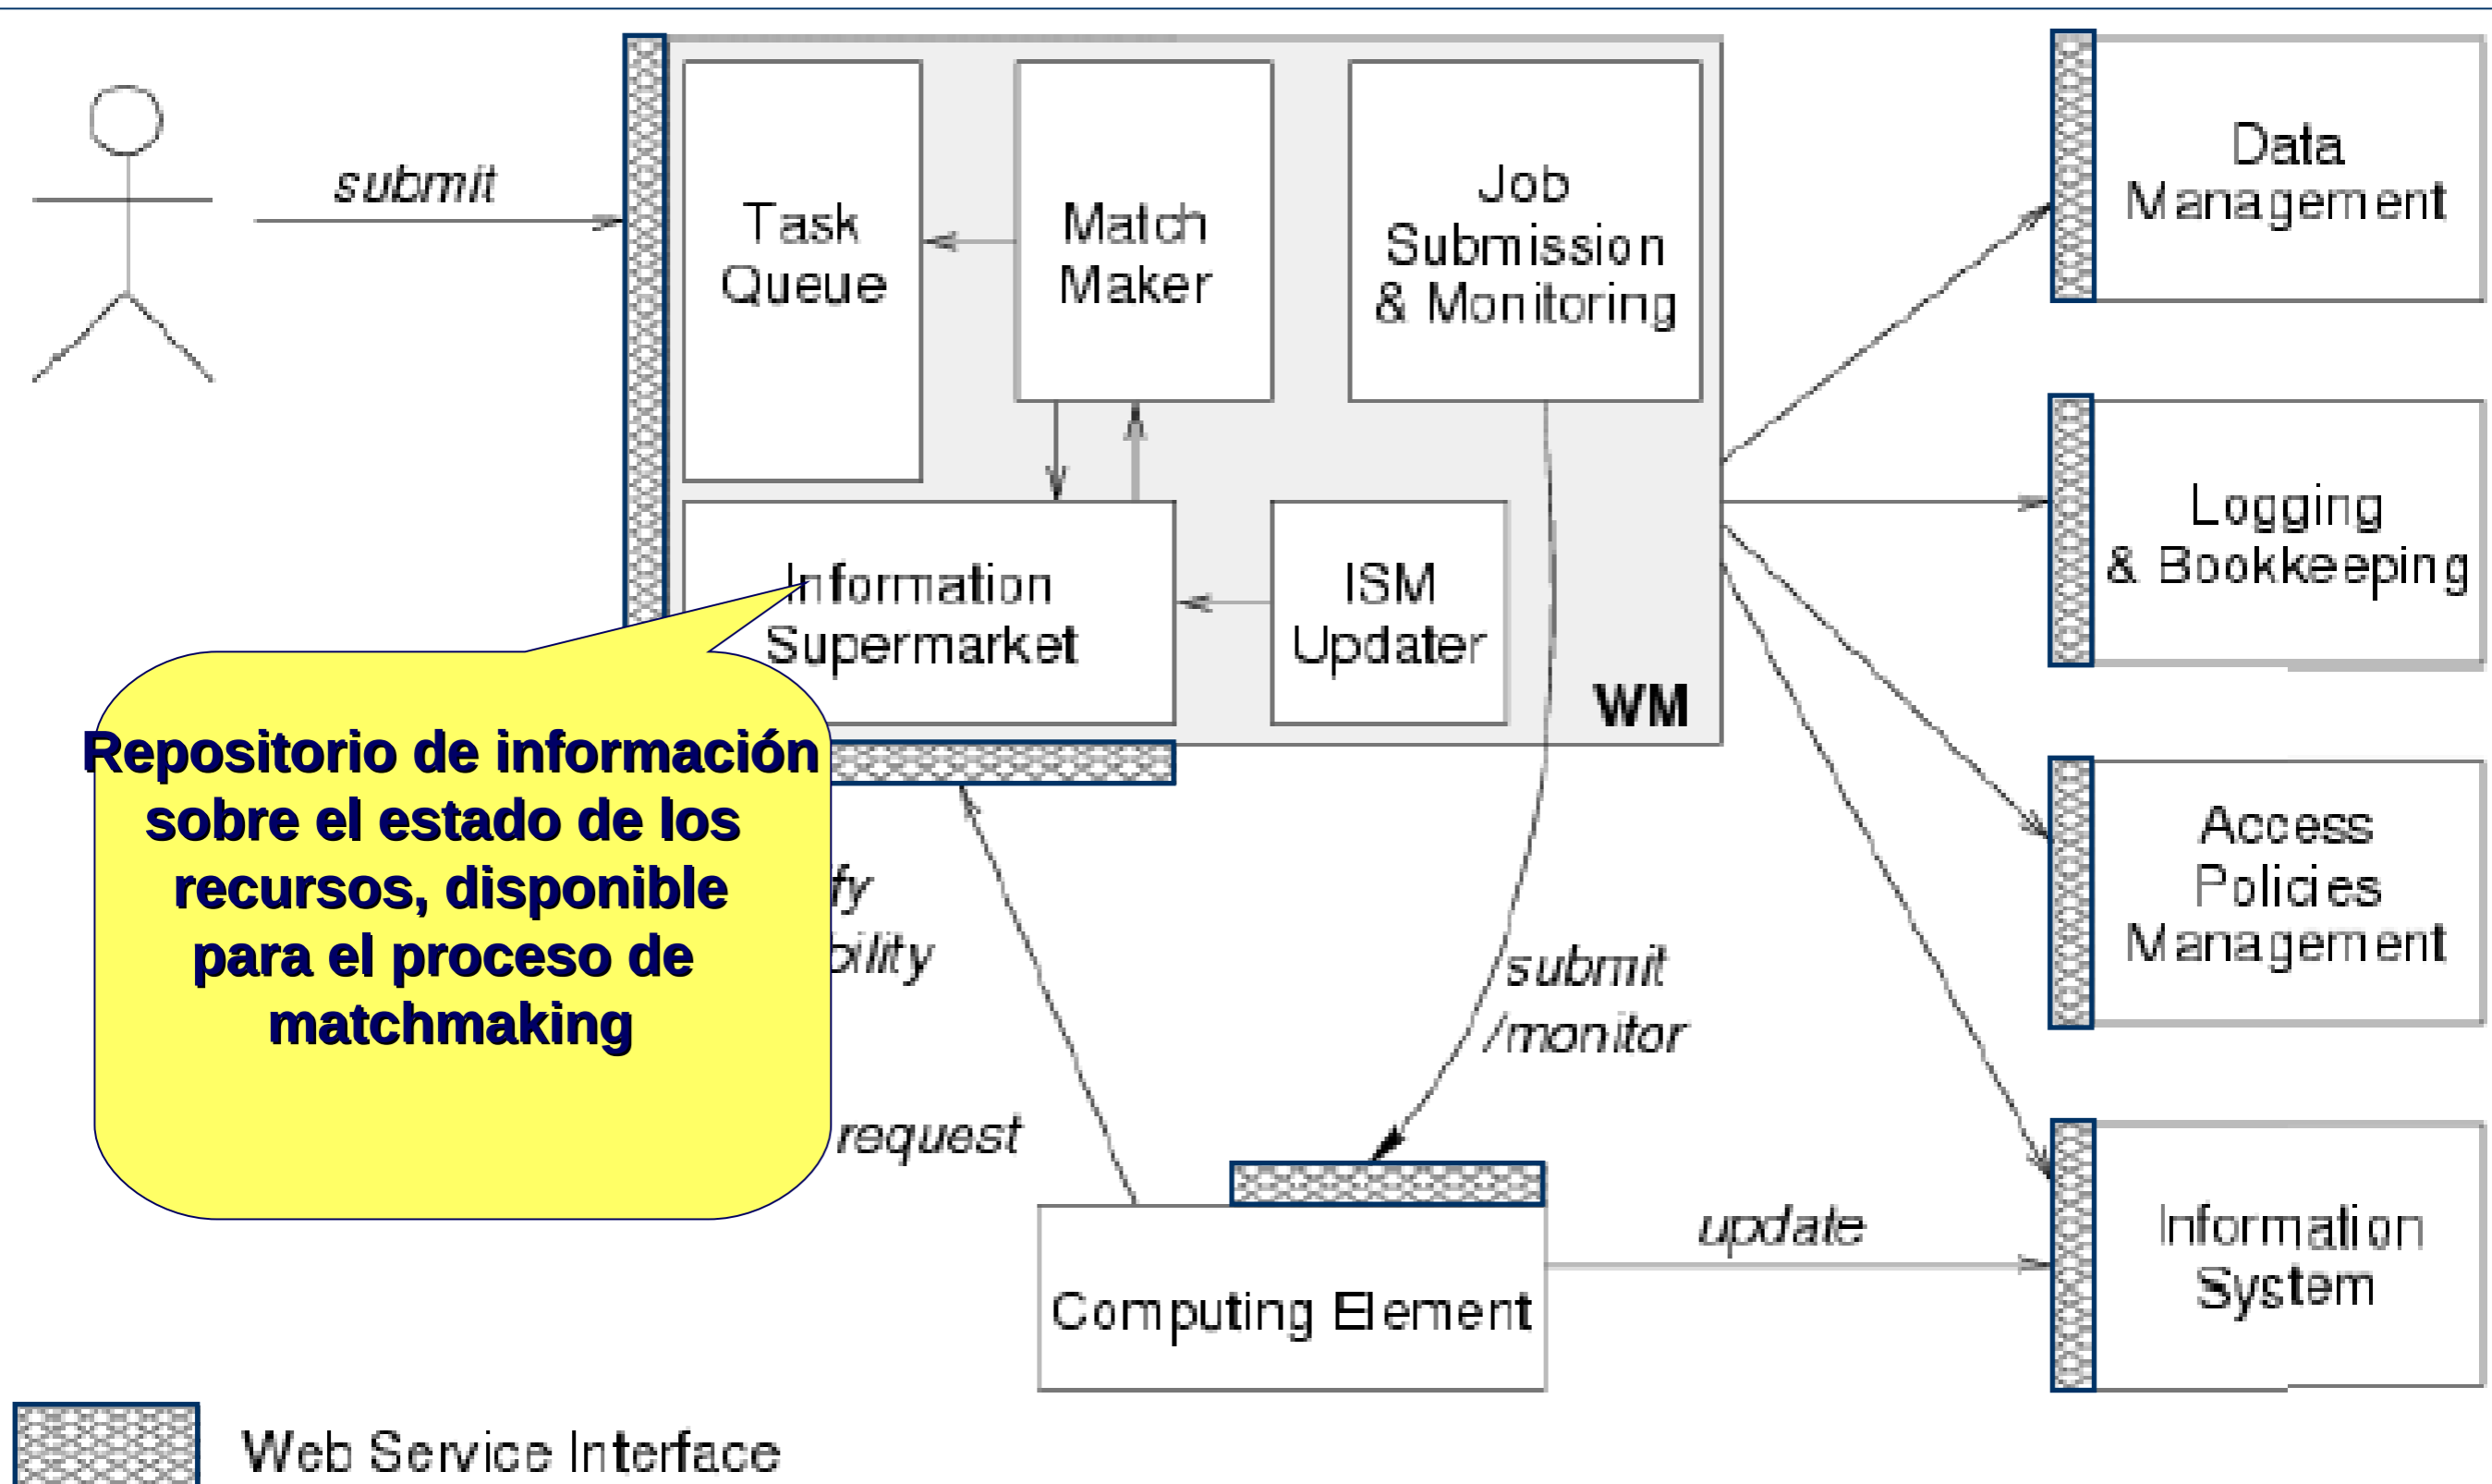 submit
Task
Queue
Match
Maker
Job
Submission
& Monitoring
Data
Management
Logging
& Bookkeeping
Information
Supermarket
ISM
Updater
WM
Repositorio de información
sobre el estado de los
recursos, disponible
para el proceso de
matchmaking
request
submit
/monitor
Access
Policies
Management
update
Information
System
Computing Element
Web Service Interface